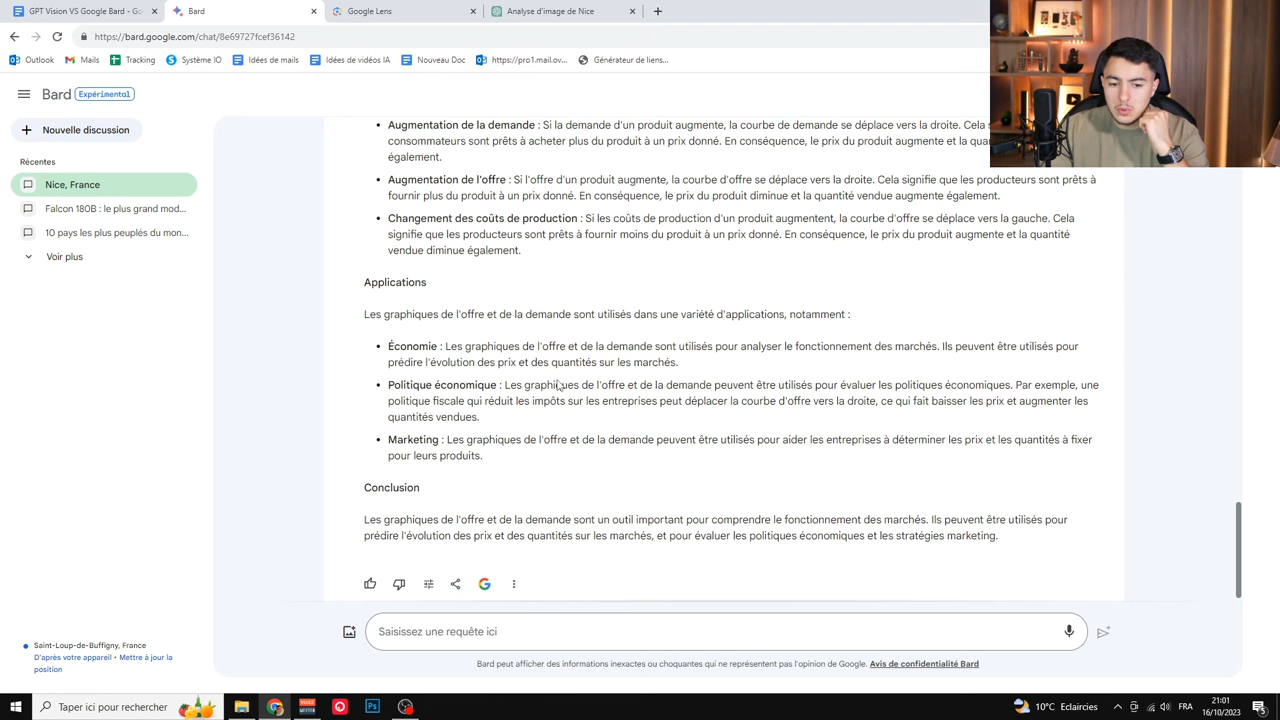 GPT Vision VS Google Bard - Go
Bard
Google Lens
Analyse d'image de Nice
https://bard.google.com/chat/8e69727fcef36142
Outlook
Mails
Tracking
Système IO
Idées de mails
Idées de vidéos IA
Nouveau Doc
https://pro1.mail.ov...
Générateur de liens...
Bard Expérimental
Nouvelle discussion
Récentes
Nice, France
Falcon 180B : le plus grand mod...
10 pays les plus peuplés du mon...
Voir plus
Saint-Loup-de-Buffigny, France
D'après votre appareil • Mettre à jour la
position
• Augmentation de la demande : Si la demande d'un produit augmente, la courbe de demande se déplace vers la droite. Cela s
consommateurs sont prêts à acheter plus du produit à un prix donné. En conséquence, le prix du produit augmente et la qua
également.
• Augmentation de l'offre : Si l'offre d'un produit augmente, la courbe d'offre se déplace vers la droite. Cela signifie que les producteurs sont prêts à
fournir plus du produit à un prix donné. En conséquence, le prix du produit diminue et la quantité vendue augmente également.
• Changement des coûts de production : Si les coûts de production d'un produit augmentent, la courbe d'offre se déplace vers la gauche. Cela
signifie que les producteurs sont prêts à fournir moins du produit à un prix donné. En conséquence, le prix du produit augmente et la quantité
vendue diminue également.
Applications
Les graphiques de l'offre et de la demande sont utilisés dans une variété d'applications, notamment :
• Économie : Les graphiques de l'offre et de la demande sont utilisés pour analyser le fonctionnement des marchés. Ils peuvent être utilisés pour
prédire l'évolution des prix et des quantités sur les marchés.
• Politique économique : Les graphiques de l'offre et de la demande peuvent être utilisés pour évaluer les politiques économiques. Par exemple, une
politique fiscale qui réduit les impôts sur les entreprises peut déplacer la courbe d'offre vers la droite, ce qui fait baisser les prix et augmenter les
quantités vendues.
• Marketing : Les graphiques de l'offre et de la demande peuvent être utilisés pour aider les entreprises à déterminer les prix et les quantités à fixer
pour leurs produits.
Conclusion
Les graphiques de l'offre et de la demande sont un outil important pour comprendre le fonctionnement des marchés. Ils peuvent être utilisés pour
prédire l'évolution des prix et des quantités sur les marchés, et pour évaluer les politiques économiques et les stratégies marketing.
Saisissez une requête ici
Bard peut afficher des informations inexactes ou choquantes qui ne représentent pas l'opinion de Google. Avis de confidentialité Bard
Taper ici pour rechercher
10°C Eclaircies
FRA
21:01
16/10/2023